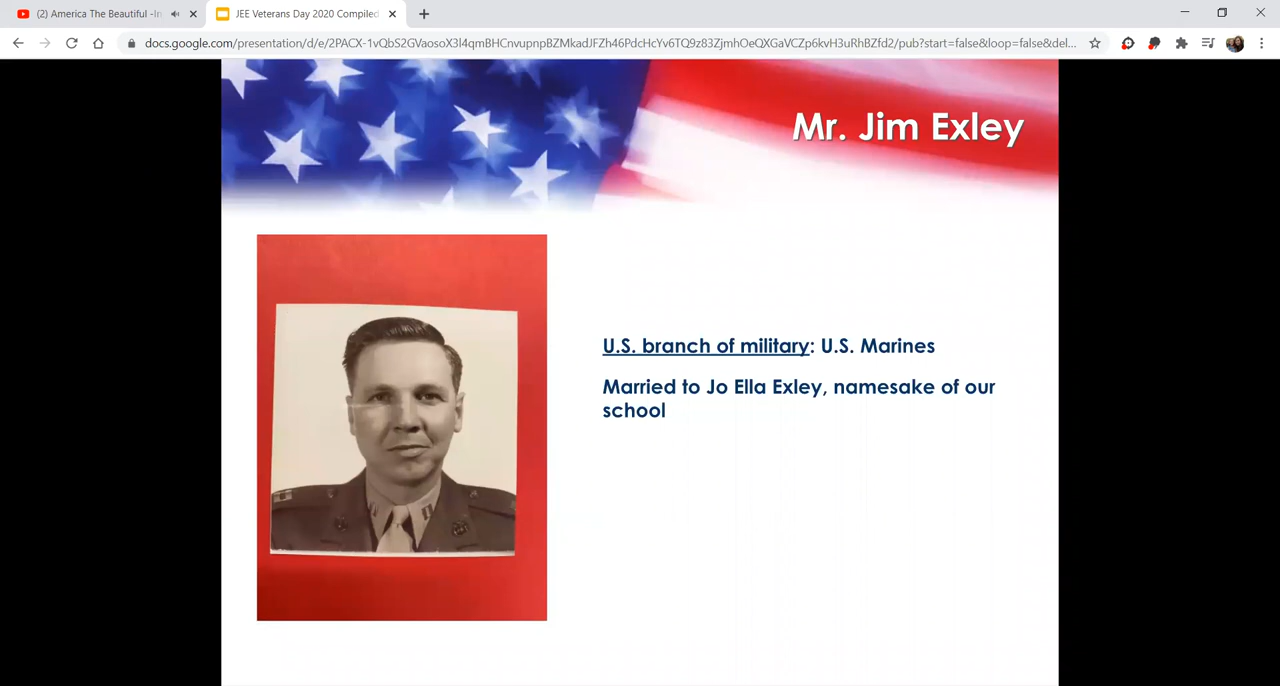 (2) America The Beautiful -In
JEE Veterans Day 2020 Compiled
docs.google.com/presentation/d/e/2PACX-1vQbS2GVaosoX3l4qmBHCnvupnpBZMkadJFZh46PdcHcYv6TQ9z83ZjmhOeQXGaVCZp6kvH3uRhBZfd2/pub?start=false&loop=false&del...
Mr. Jim Exley
U.S. branch of military: U.S. Marines
Married to Jo Ella Exley, namesake of our
school